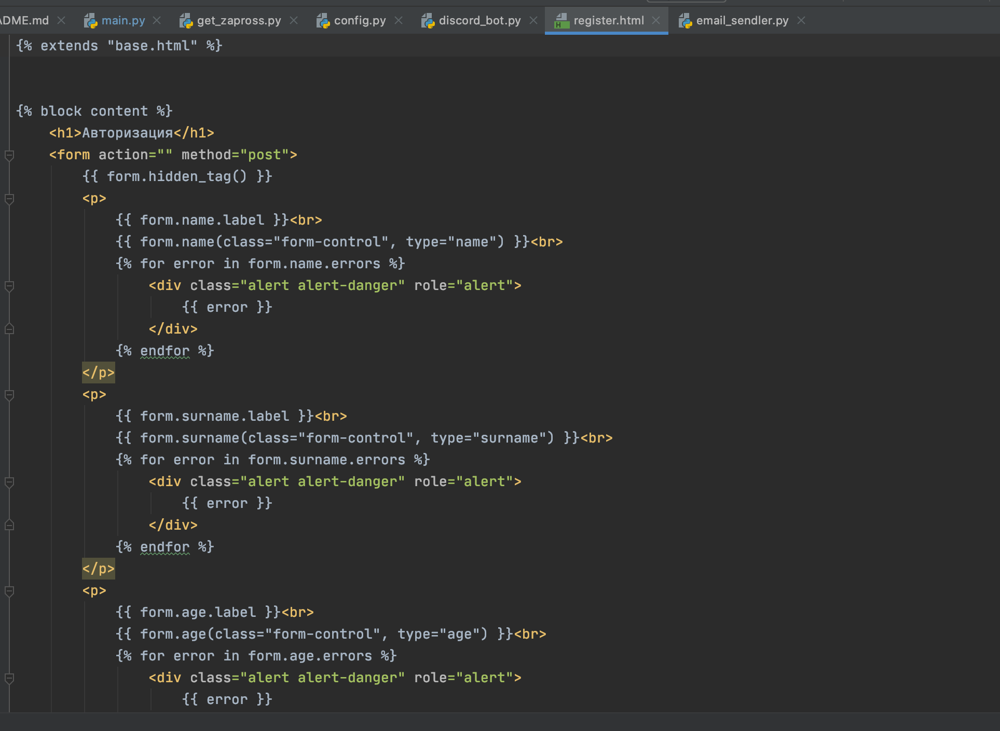 DME.md main.py get_zapross.py config.py discord_bot.py register.html email_sendler.py
{% extends "base.html" %}
{% block content %}
<h1>Авторизация</h1>
<form action="" method="post">
{{ form.hidden_tag() }}
<p>
{{ form.name.label }}<br>
{{ form.name(class="form-control", type="name") }}<br>
{% for error in form.name.errors %}
<div class="alert alert-danger" role="alert">
{{ error }}
</div>
{% endfor %}
</p>
<p>
{{ form.surname.label }}<br>
{{ form.surname(class="form-control", type="surname") }}<br>
{% for error in form.surname.errors %}
<div class="alert alert-danger" role="alert">
{{ error }}
</div>
{% endfor %}
</p>
<p>
{{ form.age.label }}<br>
{{ form.age(class="form-control", type="age") }}<br>
{% for error in form.age.errors %}
<div class="alert alert-danger" role="alert">
{{ error }}